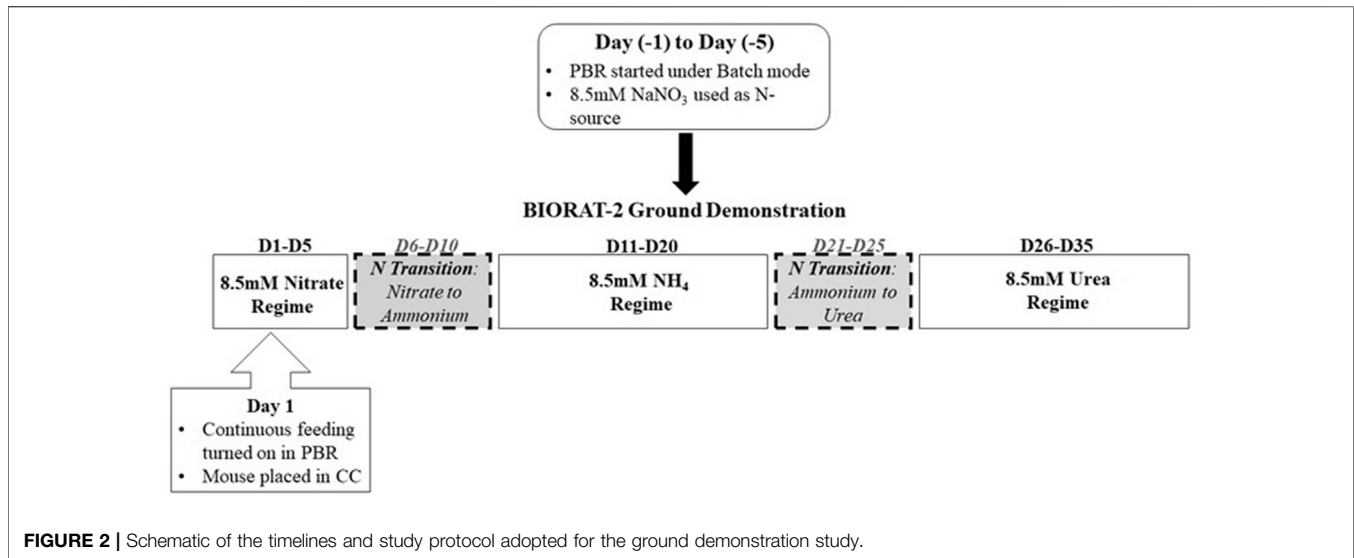 Day (-1) to Day (-5)
• PBR started under Batch mode
• 8.5mM NaNO₃ used as N-
source
BIORAT-2 Ground Demonstration
D1-D5
8.5mM Nitrate
Regime
D6-D10
N Transition:
Nitrate to
Ammonium
D11-D20
8.5mM NH₄
Regime
D21-D25
N Transition:
Ammonium to
Urea
D26-D35
8.5mM Urea
Regime
Day 1
• Continuous feeding
turned on in PBR
• Mouse placed in CC
FIGURE 2 | Schematic of the timelines and study protocol adopted for the ground demonstration study.